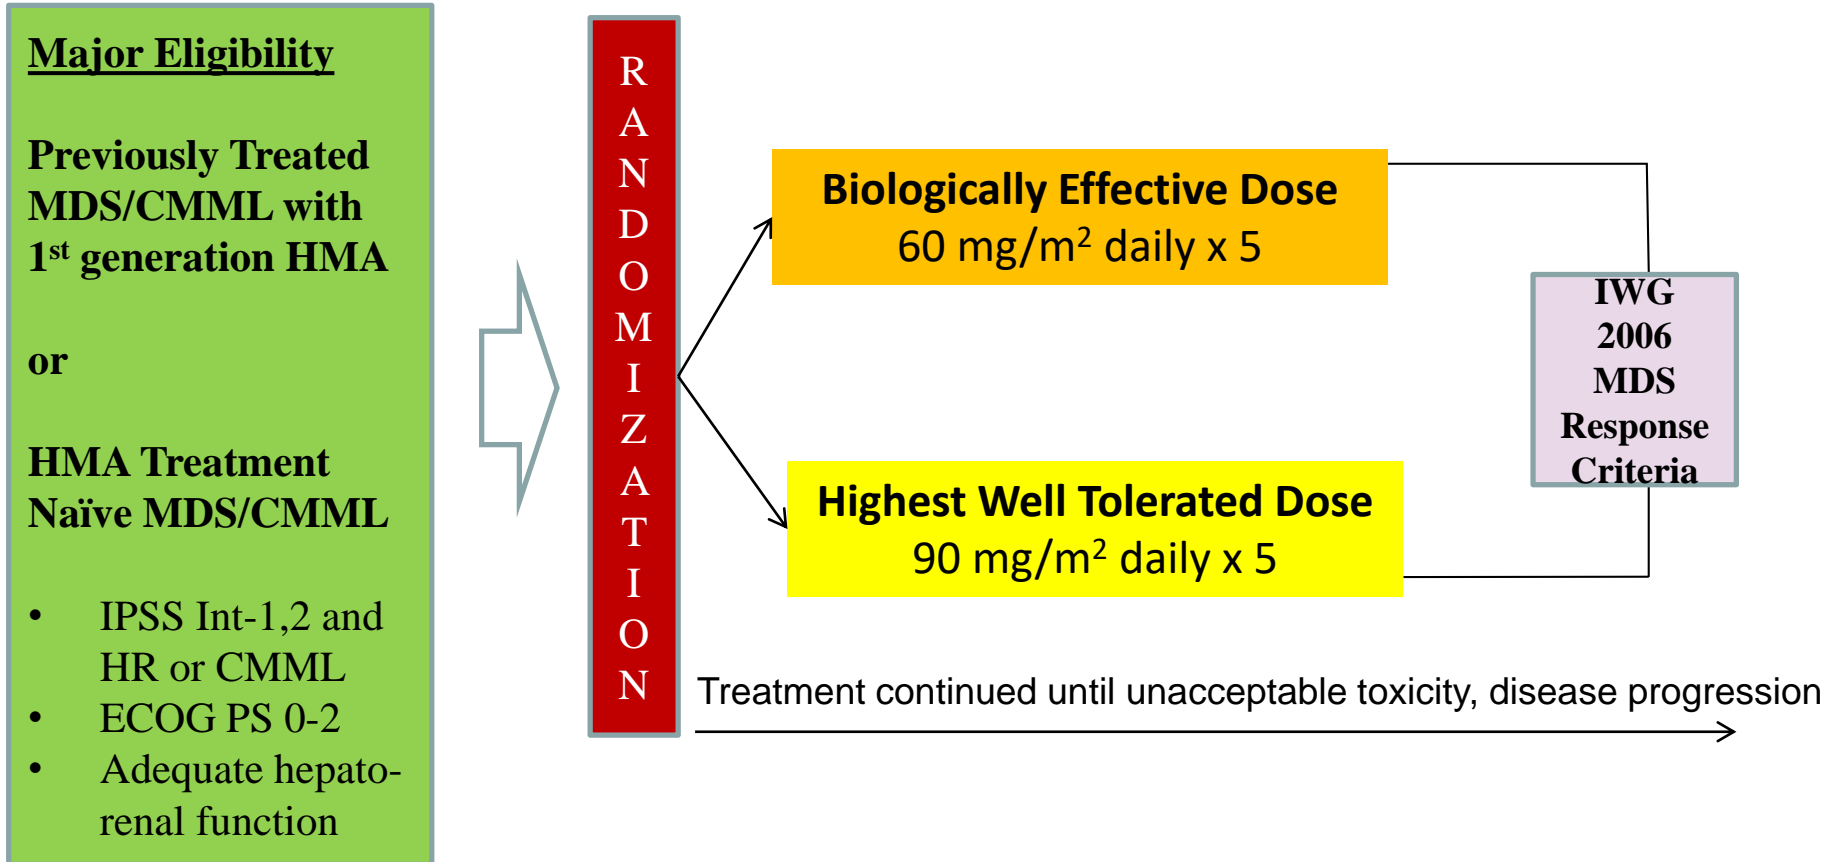 Major Eligibility
Previously Treated
MDS/CMML with
1st generation HMA
or
HMA Treatment
Naïve MDS/CMML
• IPSS Int-1,2 and
HR or CMML
• ECOG PS 0-2
• Adequate hepato-
renal function
R
A
N
D
O
M
I
Z
A
T
I
O
N
Biologically Effective Dose
60 mg/m² daily x 5
Highest Well Tolerated Dose
90 mg/m² daily x 5
IWG
2006
MDS
Response
Criteria
Treatment continued until unacceptable toxicity, disease progression